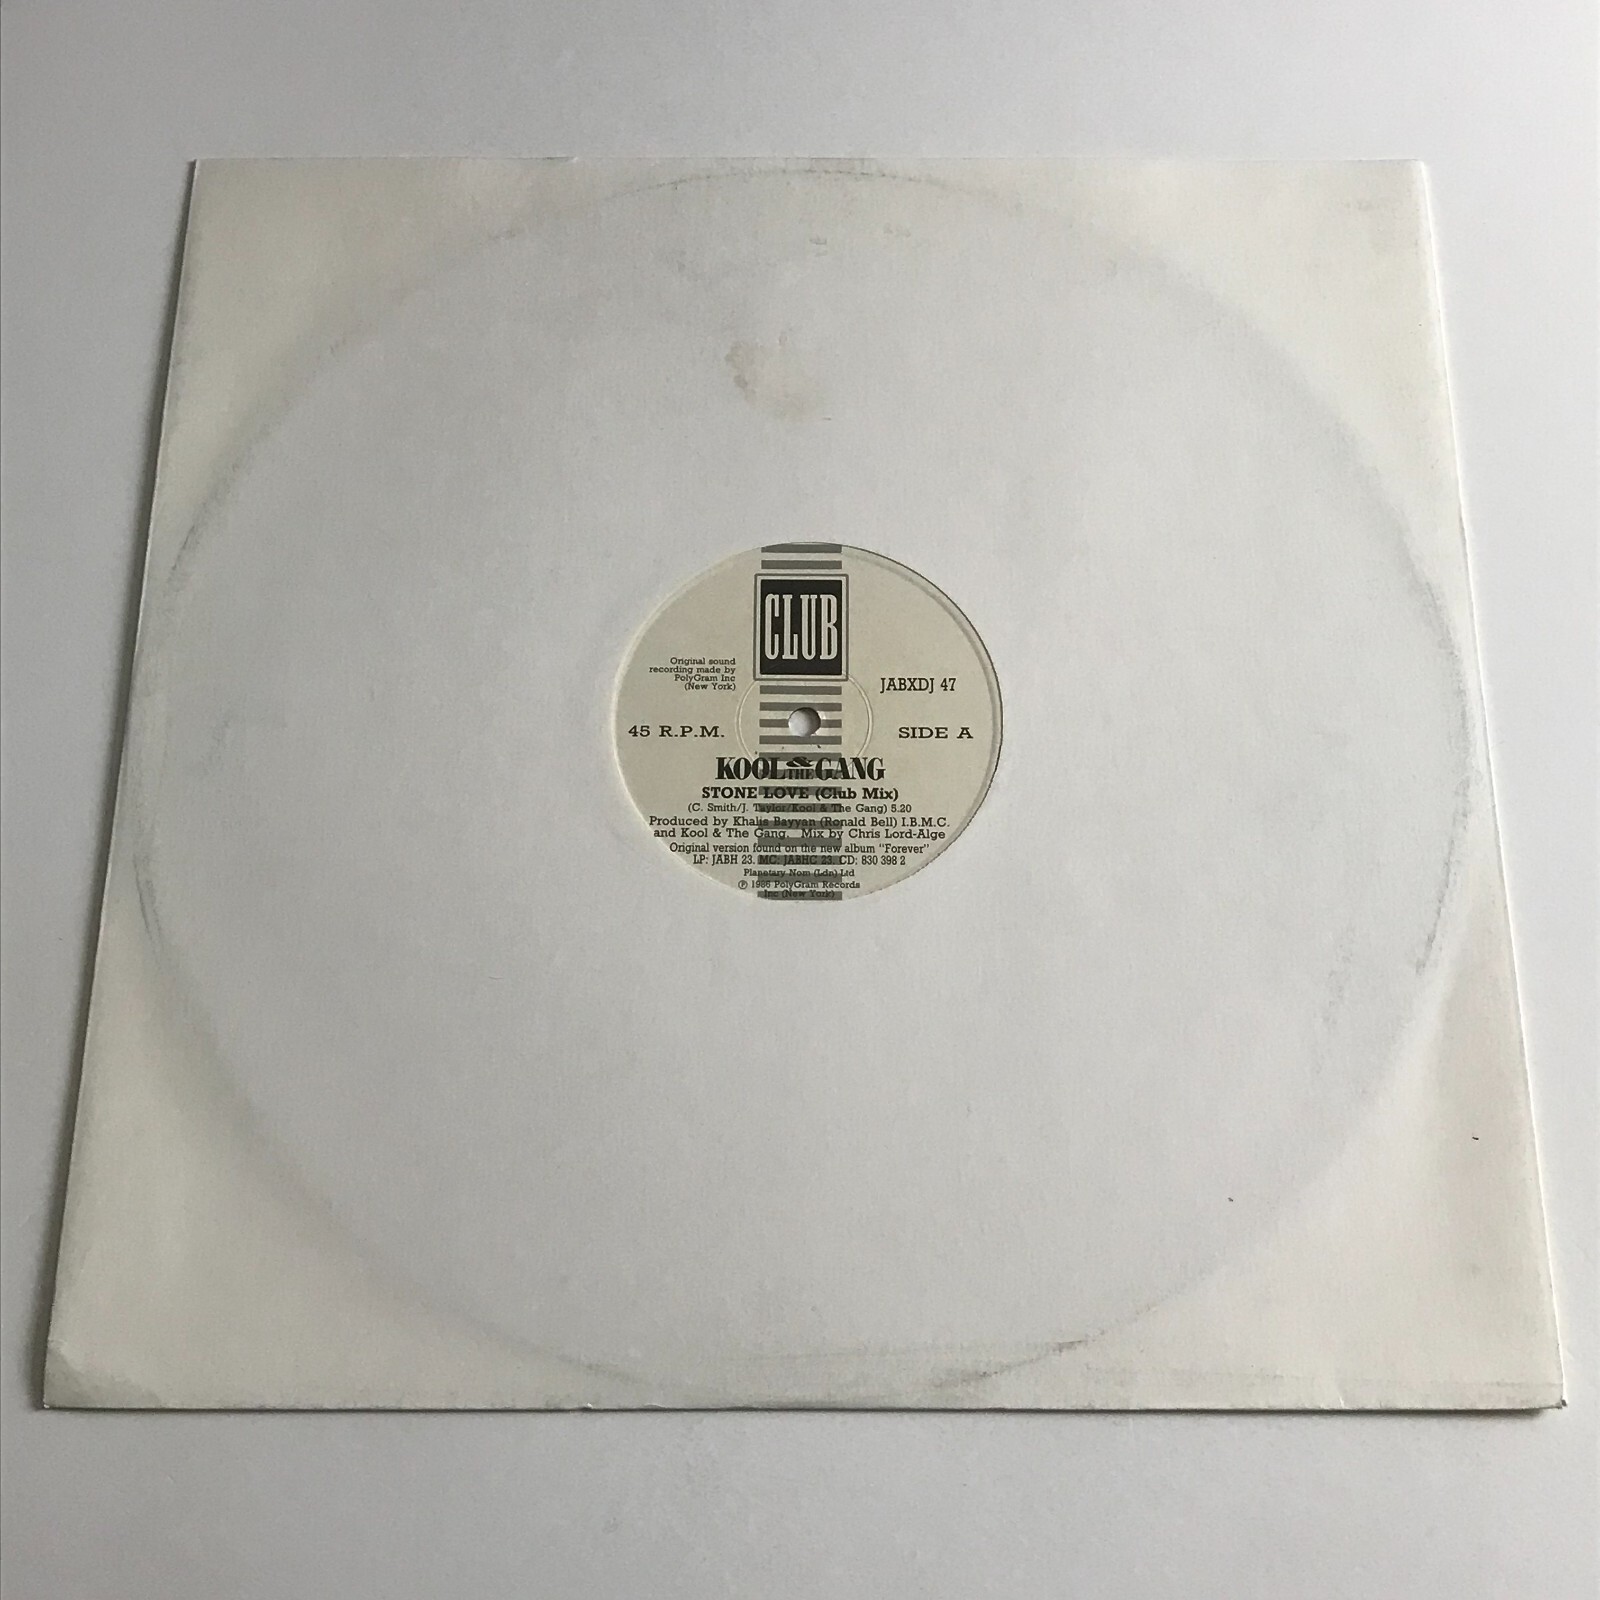 CLUB
Original sound
recording made by
PolyGram Inc
(New York)
JABXDJ 47
45 R.P.M.
SIDE A
KOOL & THE GANG
STONE LOVE (Club Mix)
(C. Smith/J. Taylor/Kool & The Gang) 5.20
Produced by Khalis Bayyan (Ronald Bell) I.B.M.C.
and Kool & The Gang. Mix by Chris Lord-Alge
Original version found on the new album "Forever"
LP: JABH 23. MC: JABHC 23. CD: 830 398 2
Planetary Nom (Ldn) Ltd
℗ 1986 PolyGram Records
Inc (New York)